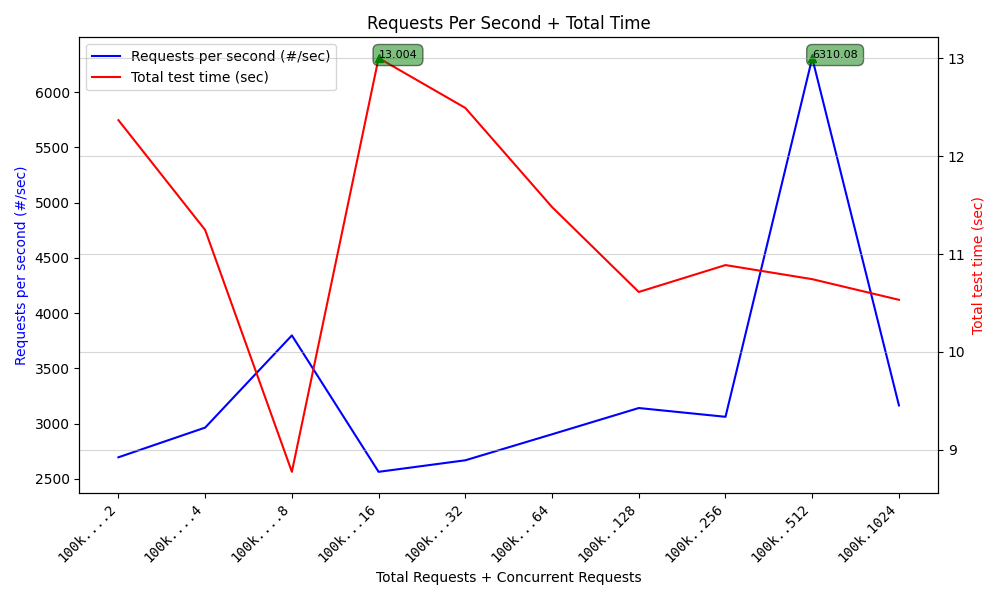 Requests Per Second + Total Time
Requests per second (#/sec)
Total test time (sec)
13.004
6310.08
6000
5500
5000
4500
4000
3500
3000
2500
Requests per second (#/sec)
13
12
11
10
9
Total test time (sec)
100k....2
100k....4
100k....8
100k...16
100k...32
100k...64
100k..128
100k..256
100k..512
100k.1024
Total Requests + Concurrent Requests